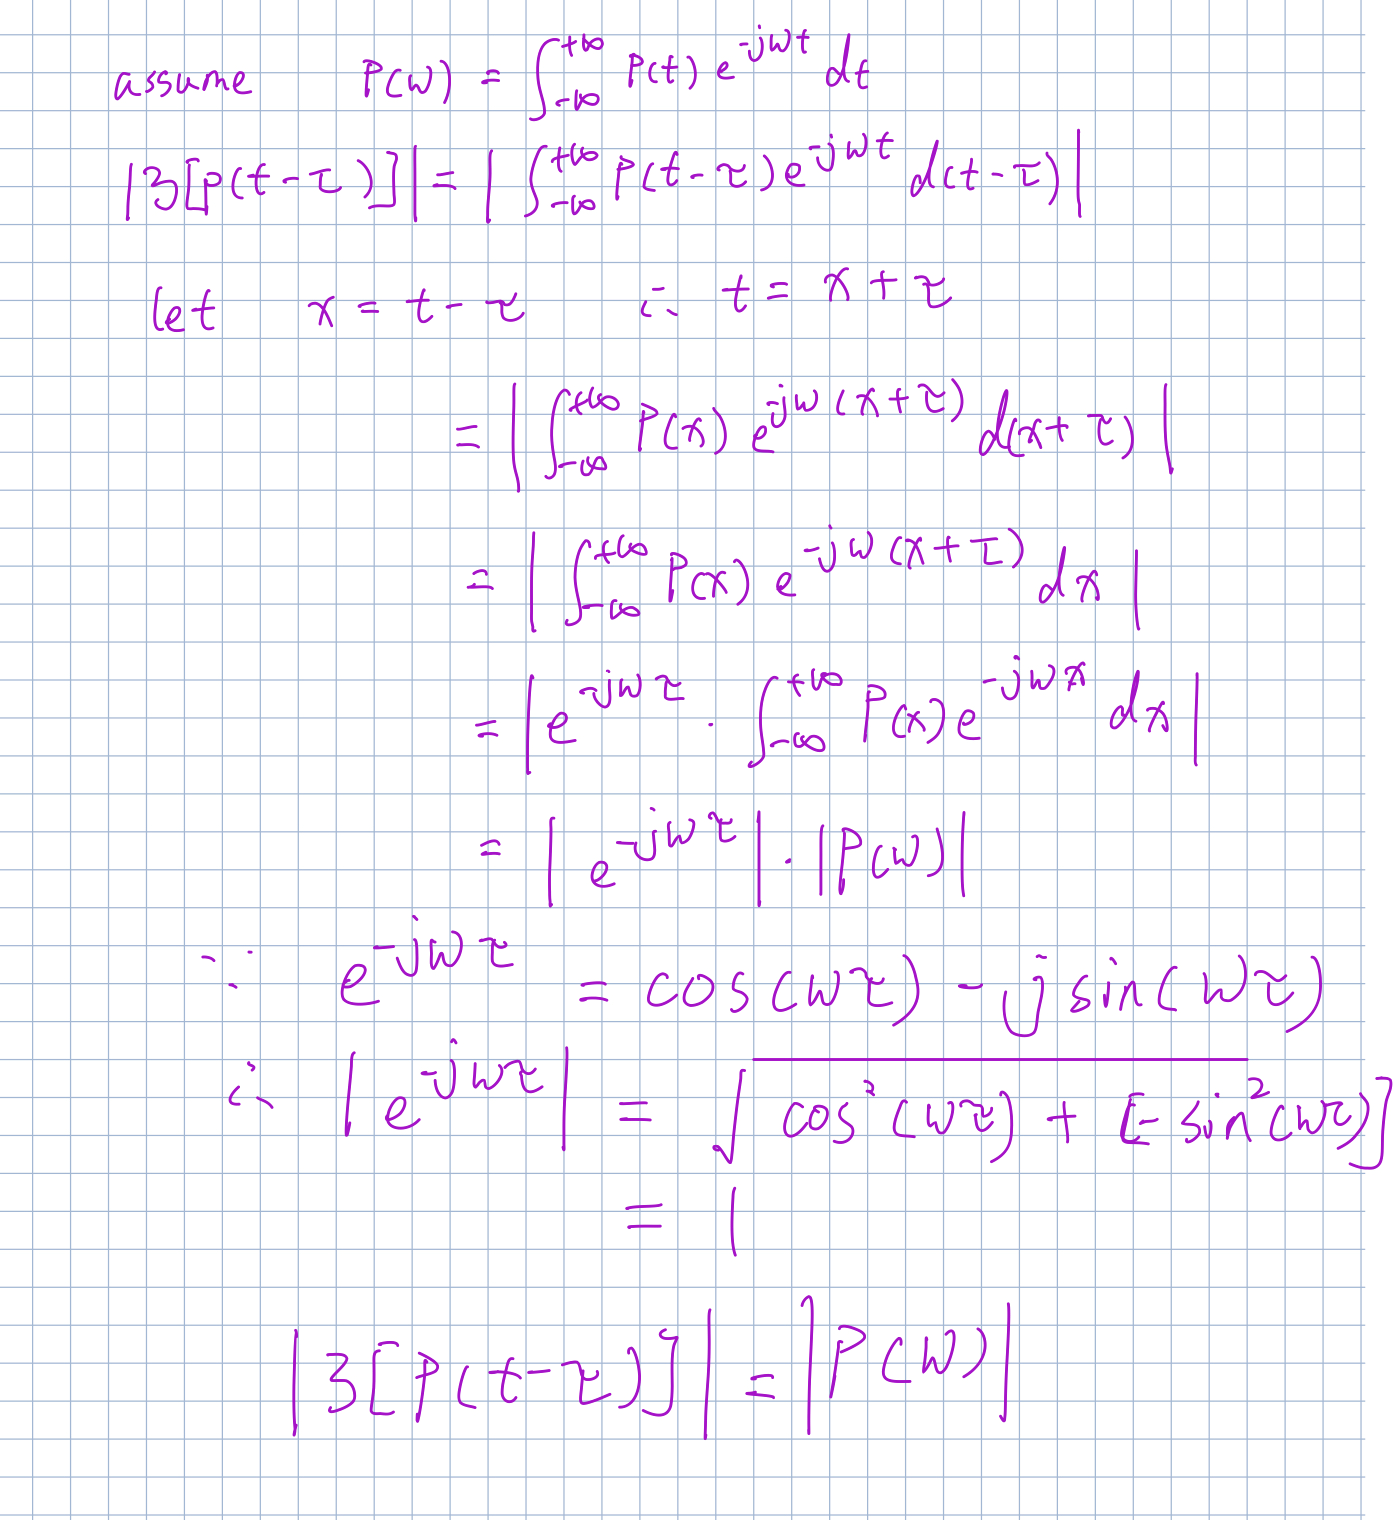 assume P(w) = ∫_{-∞}^{+∞} P(t) e^{-jwt} dt
|ℑ[p(t-τ)]| = | ∫_{-∞}^{+∞} P(t-τ) e^{-jwt} d(t-τ) |
let x = t-τ ∴ t = x+τ
= | ∫_{-∞}^{+∞} P(x) e^{-jw(x+τ)} d(x+τ) |
= | ∫_{-∞}^{+∞} P(x) e^{-jw(x+τ)} dx |
= | e^{-jwτ} · ∫_{-∞}^{+∞} P(x) e^{-jwx} dx |
= | e^{-jwτ} | · |P(w)|
∵ e^{-jwτ} = cos(wτ) - j sin(wτ)
∴ | e^{-jwτ} | = √(cos²(wτ) + [-sin²(wτ)]
= 1
|ℑ[P(t-τ)]| = |P(w)|